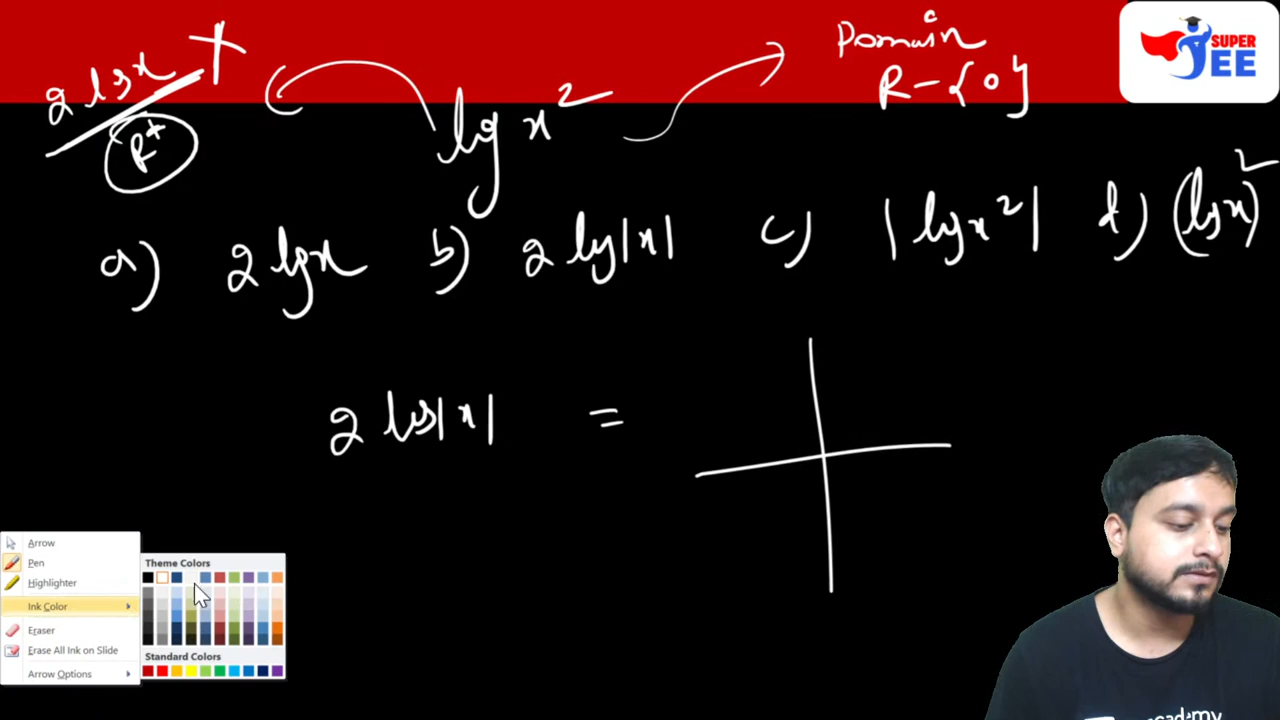 2 log x ×
R⁺
log x²
Domain
R - {0}
SUPER
JEE
a) 2 log x b) 2 log |x| c) |log x²| d) (log x)²
2 log |x| =
Arrow
Pen
Highlighter
Ink Color
Eraser
Erase All Ink on Slide
Arrow Options
Theme Colors
Standard Colors